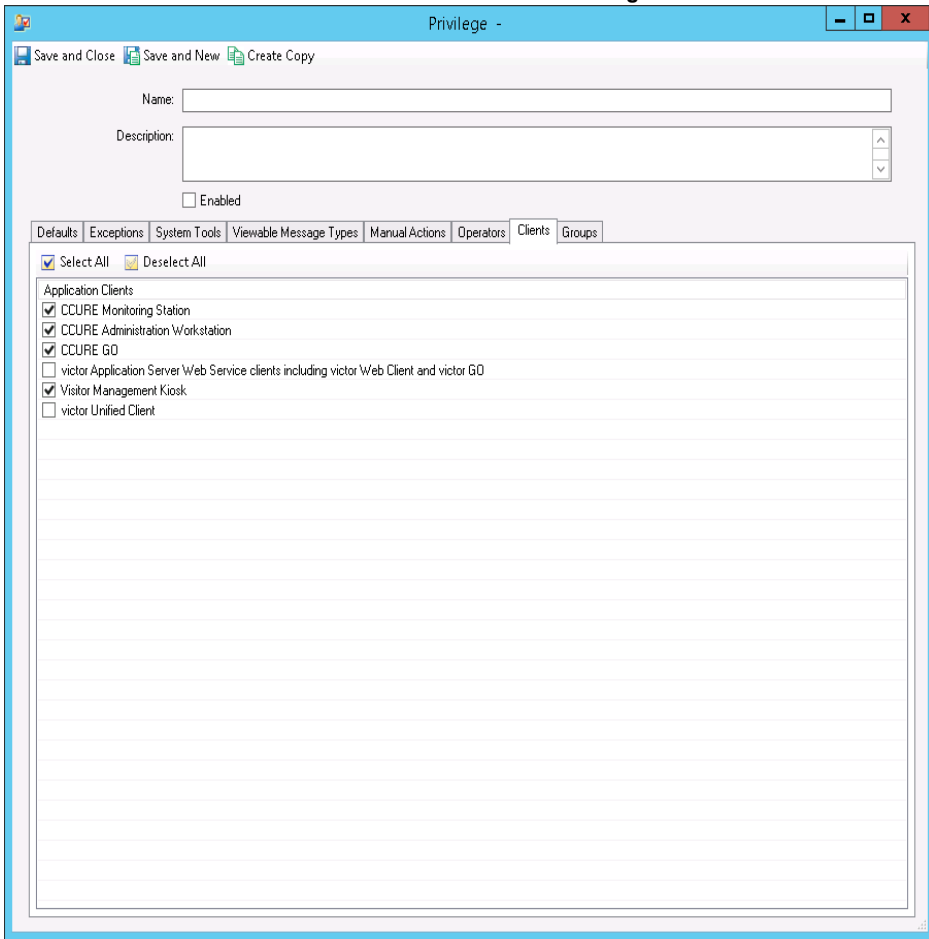 Privilege -
Save and Close Save and New Create Copy
Name:
Description:
Enabled
Defaults Exceptions System Tools Viewable Message Types Manual Actions Operators Clients Groups
Select All Deselect All
Application Clients
CCURE Monitoring Station
CCURE Administration Workstation
CCURE GO
victor Application Server Web Service clients including victor Web Client and victor GO
Visitor Management Kiosk
victor Unified Client